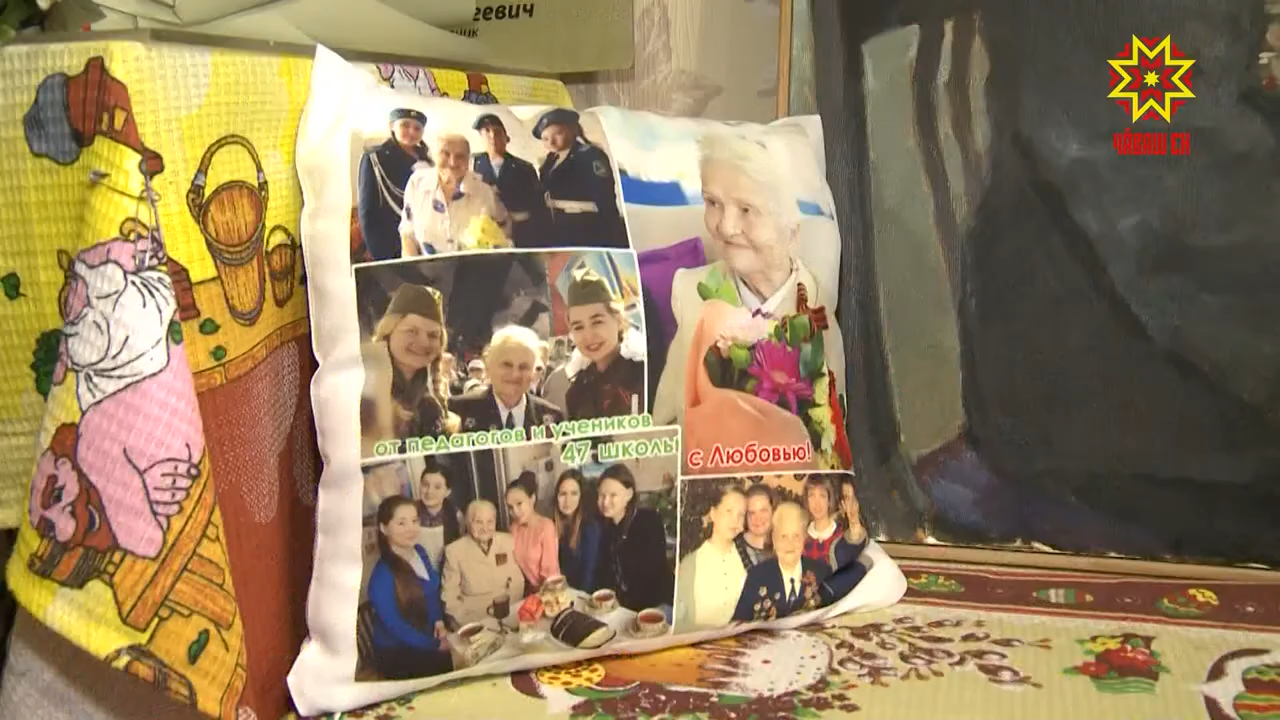 евич
ЧӐВАШ ЕН
от педагогов и учеников
47 школы
с Любовью!